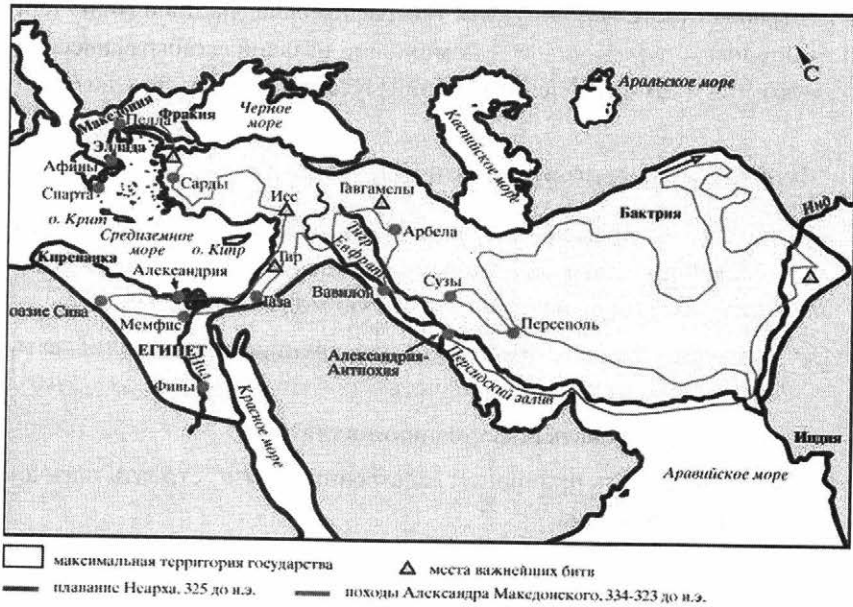 Аральское море
С
Македония
Пелла
Фракия
Черное
море
Каспийское море
Эллада
Афины
Сарды
Спарта
Исс
Гавгамелы
Бактрия
Инд
о. Крит
Арбела
Средиземное
море
о. Кипр
Тигр
Евфрат
Киренаика
Тир
Александрия
Сузы
Вавилон
оазис Сива
Газа
Мемфис
Персеполь
ЕГИПЕТ
Александрия-
Антиохия
Нил
Персидский залив
Фивы
Красное море
Индия
Аравийское море
максимальная территория государства
места важнейших битв
плавание Неарха, 325 до н.э.
походы Александра Македонского, 334-323 до н.э.